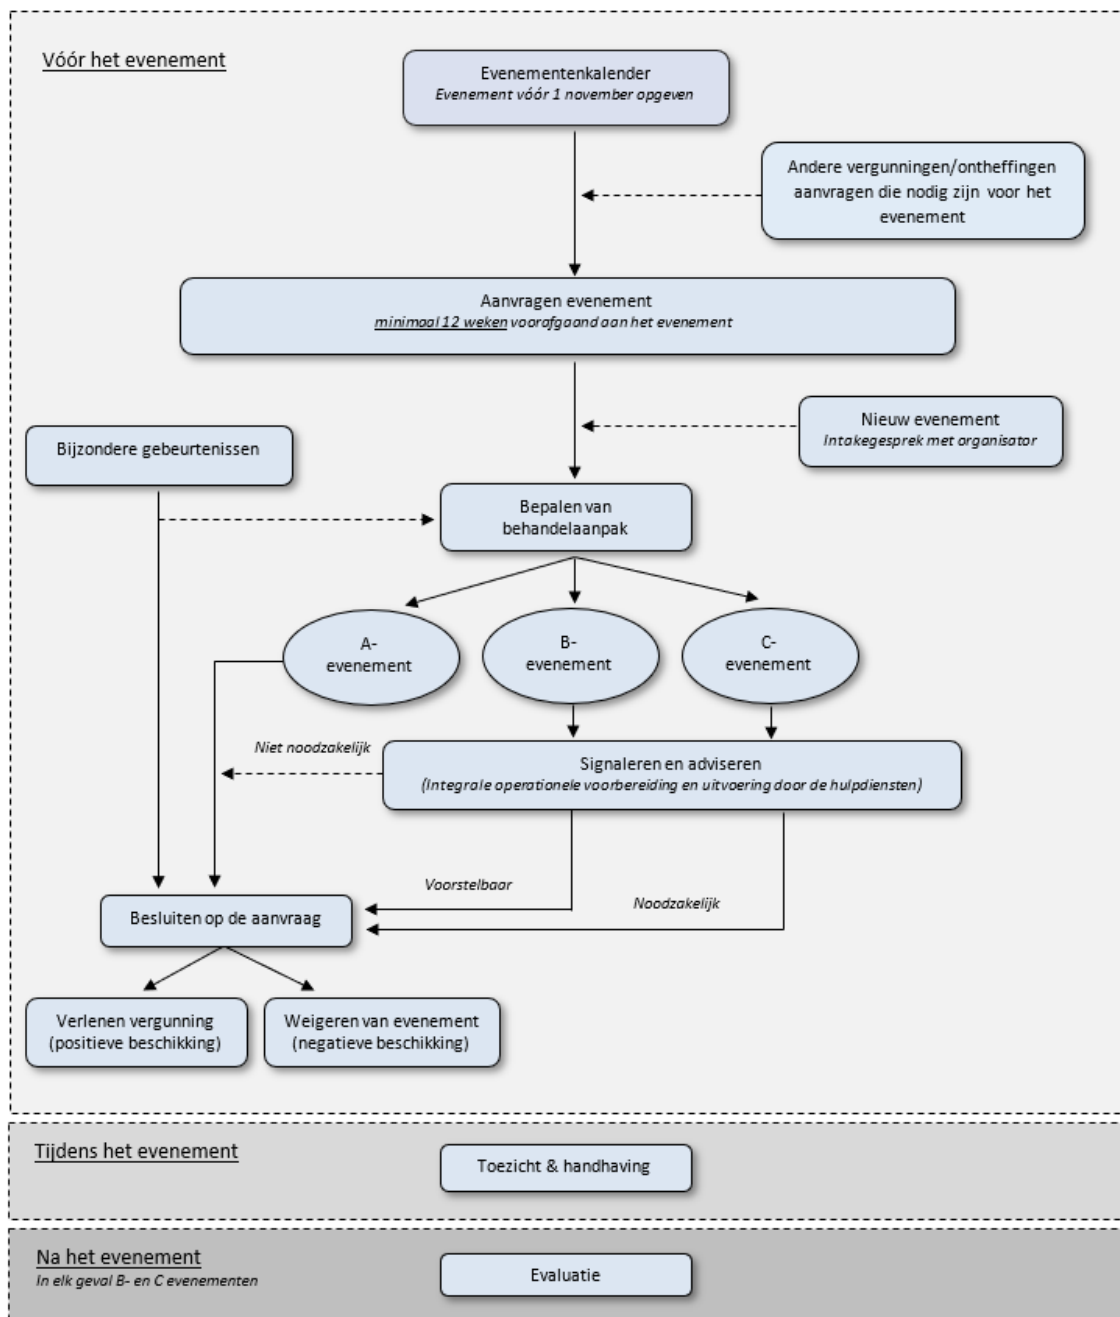 Vóór het evenement
Evenementenkalender
Evenement vóór 1 november opgeven
Andere vergunningen/ontheffingen
aanvragen die nodig zijn voor het
evenement
Aanvragen evenement
minimaal 12 weken voorafgaand aan het evenement
Nieuw evenement
Intakegesprek met organisator
Bijzondere gebeurtenissen
Bepalen van
behandelaanpak
A-
evenement
B-
evenement
C-
evenement
Niet noodzakelijk
Signaleren en adviseren
(Integrale operationele voorbereiding en uitvoering door de hulpdiensten)
Voorstelbaar
Noodzakelijk
Besluiten op de aanvraag
Verlenen vergunning
(positieve beschikking)
Weigeren van evenement
(negatieve beschikking)
Tijdens het evenement
Toezicht & handhaving
Na het evenement
In elk geval B- en C evenementen
Evaluatie